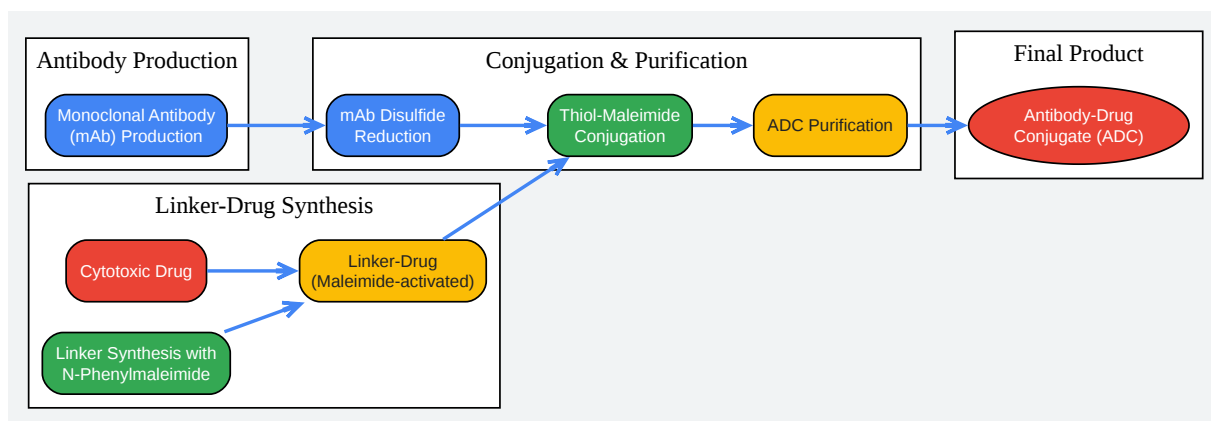 Antibody Production
Monoclonal Antibody
(mAb) Production
Conjugation & Purification
mAb Disulfide
Reduction
Thiol-Maleimide
Conjugation
ADC Purification
Final Product
Antibody-Drug
Conjugate (ADC)
Linker-Drug Synthesis
Cytotoxic Drug
Linker-Drug
(Maleimide-activated)
Linker Synthesis with
N-Phenylmaleimide